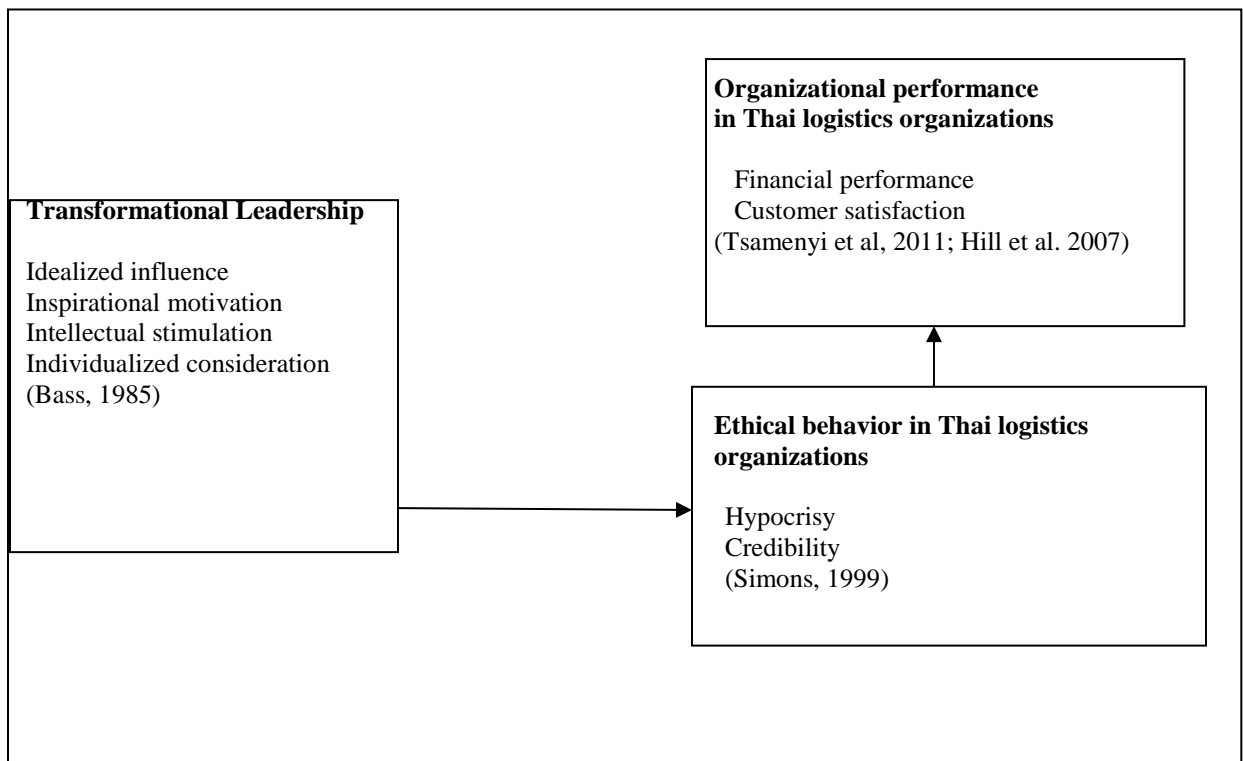 Organizational performance
in Thai logistics organizations
Financial performance
Customer satisfaction
(Tsamenyi et al, 2011; Hill et al. 2007)
Transformational Leadership
Idealized influence
Inspirational motivation
Intellectual stimulation
Individualized consideration
(Bass, 1985)
Ethical behavior in Thai logistics
organizations
Hypocrisy
Credibility
(Simons, 1999)